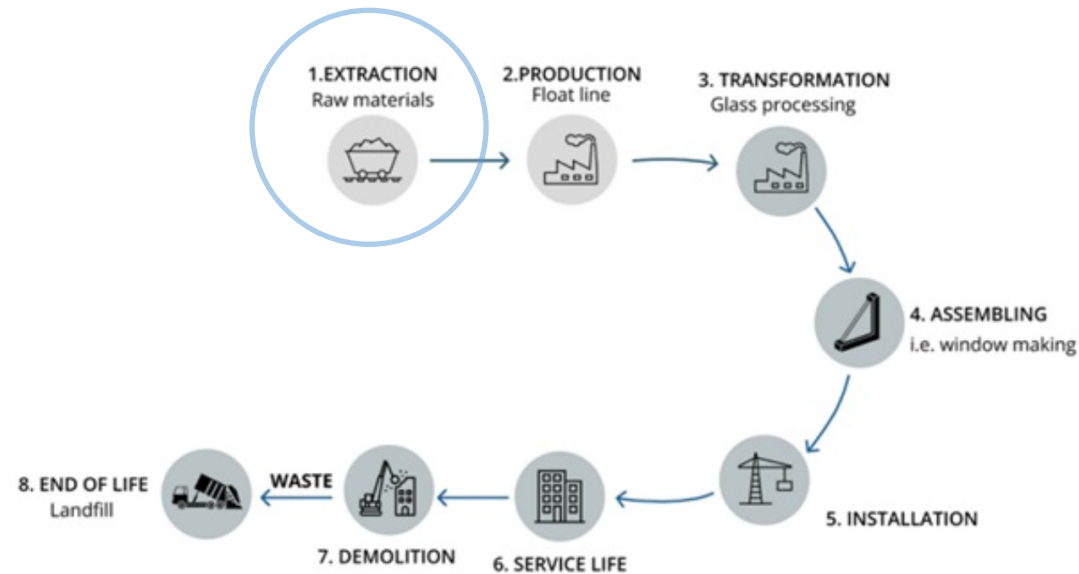 1.EXTRACTION
Raw materials
2.PRODUCTION
Float line
3. TRANSFORMATION
Glass processing
4. ASSEMBLING
i.e. window making
5. INSTALLATION
6. SERVICE LIFE
7. DEMOLITION
WASTE
8. END OF LIFE
Landfill